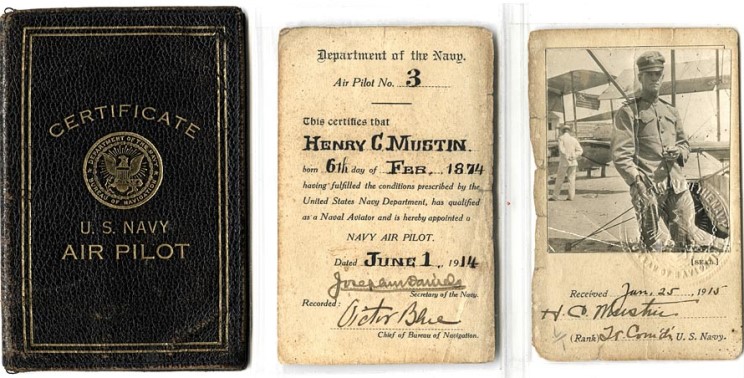 CERTIFICATE
DEPARTMENT OF THE NAVY
BUREAU OF NAVIGATION
U. S. NAVY
AIR PILOT
Department of the Navy.
Air Pilot No. 3
This certifies that
HENRY C. MUSTIN.
born 6th day of FEB., 1874
having fulfilled the conditions prescribed by the
United States Navy Department, has qualified
as a Naval Aviator and is hereby appointed a
NAVY AIR PILOT.
Dated JUNE 1, 1914
Josephus Daniels
Secretary of the Navy.
Recorded:
Victor Blue
Chief of Bureau of Navigation.
[SEAL]
Received Jan. 25, 1915
H. C. Mustin
(Rank) Lt. Com'dr, U. S. Navy.